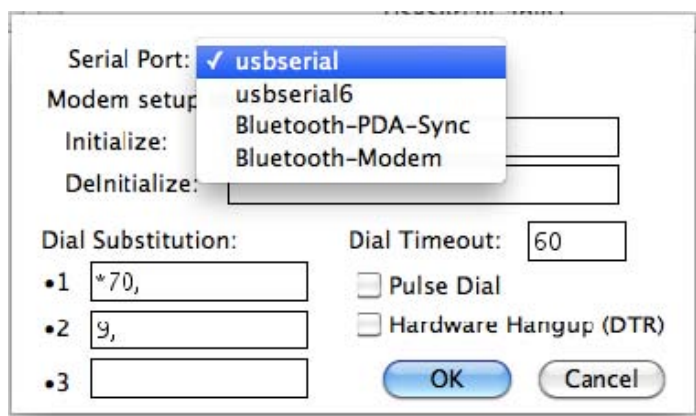 Serial Port: ✓ usbserial
usbserial6
Modem setup
Bluetooth-PDA-Sync
Initialize:
Bluetooth-Modem
DeInitialize:
Dial Substitution:
Dial Timeout: 60
•1 *70,
Pulse Dial
•2 9,
Hardware Hangup (DTR)
•3
OK
Cancel